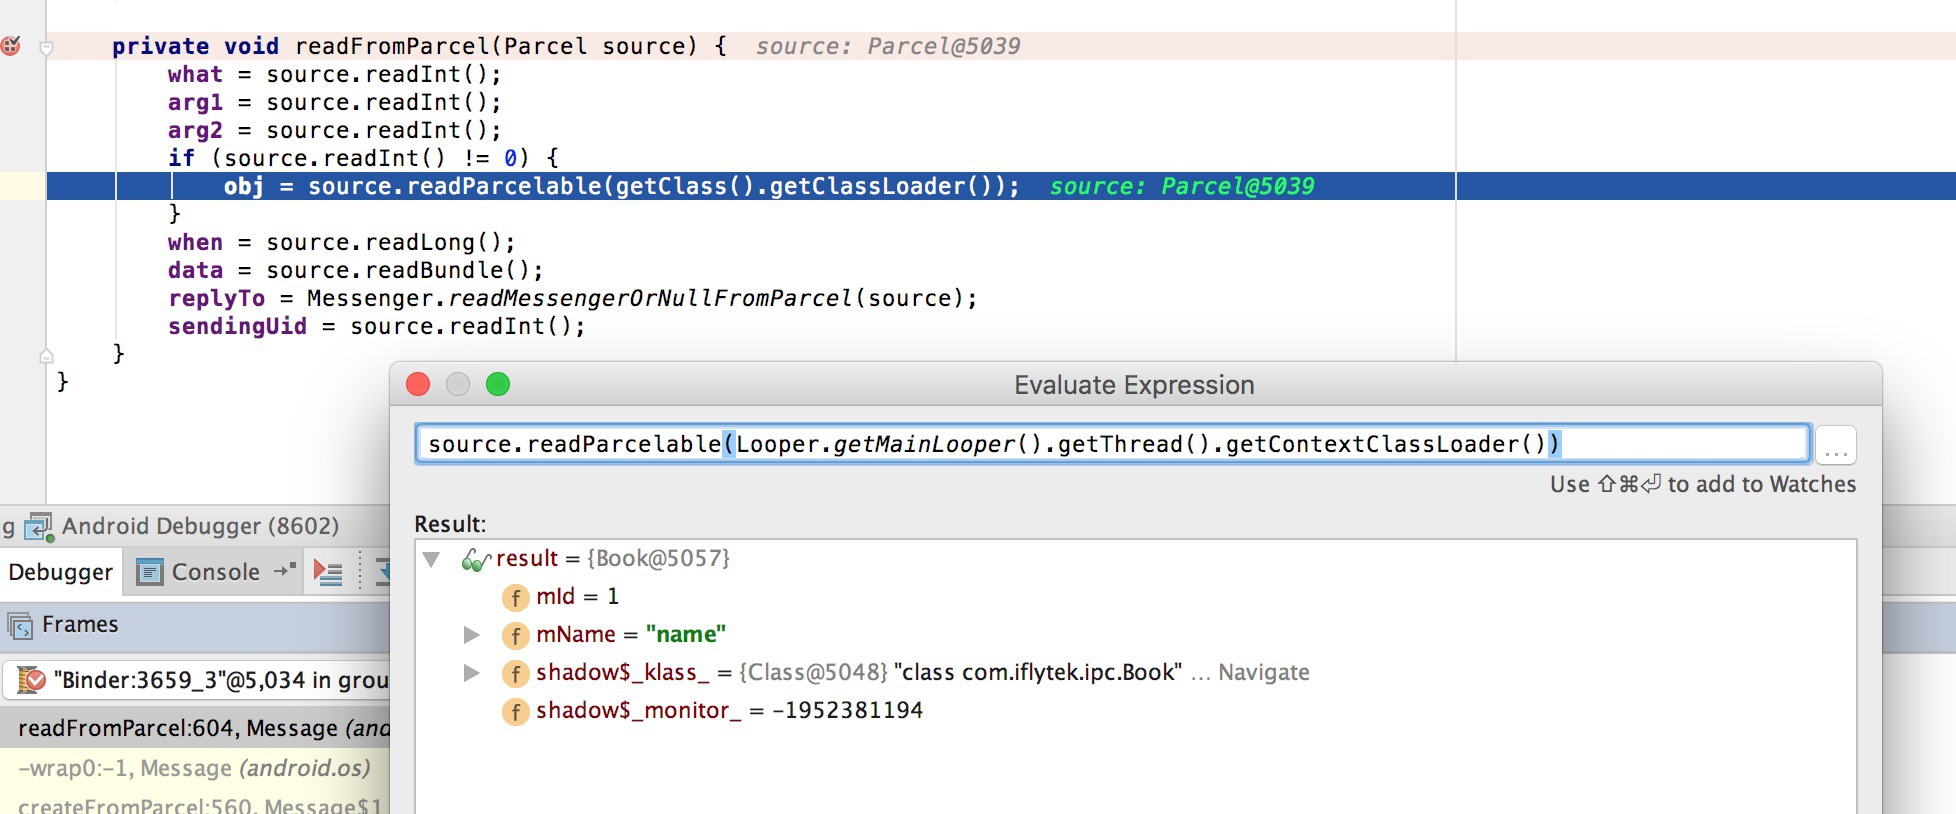 private void readFromParcel(Parcel source) {  source: Parcel@5039
what = source.readInt();
arg1 = source.readInt();
arg2 = source.readInt();
if (source.readInt() != 0) {
obj = source.readParcelable(getClass().getClassLoader());  source: Parcel@5039
}
when = source.readLong();
data = source.readBundle();
replyTo = Messenger.readMessengerOrNullFromParcel(source);
sendingUid = source.readInt();
}
}
Evaluate Expression
source.readParcelable(Looper.getMainLooper().getThread().getContextClassLoader())
...
Use ⇧⌘⏎ to add to Watches
Result:
result = {Book@5057}
f mId = 1
f mName = "name"
f shadow$_klass_ = {Class@5048} "class com.iflytek.ipc.Book" ... Navigate
f shadow$_monitor_ = -1952381194
g Android Debugger (8602)
Debugger Console
Frames
"Binder:3659_3"@5,034 in grou
readFromParcel:604, Message (and
-wrap0:-1, Message (android.os)
createFromParcel:560, Message$1